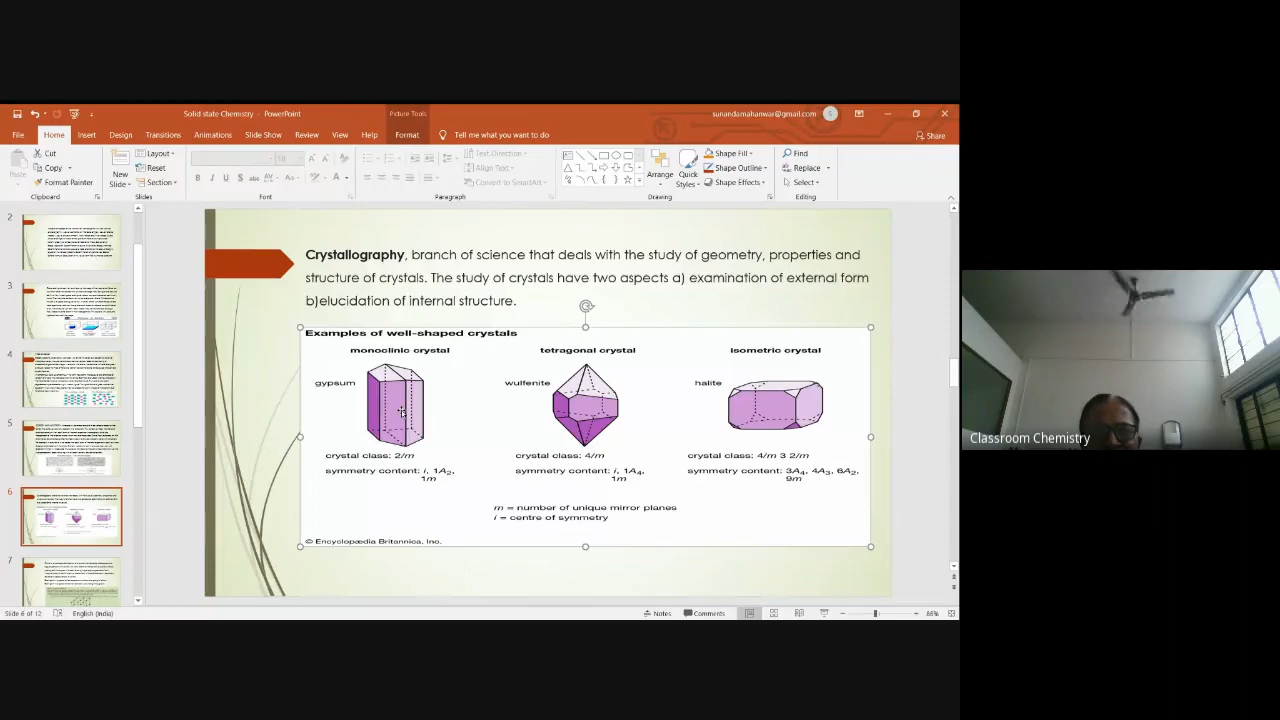 Solid state Chemistry - PowerPoint
Picture Tools
sunandamahanwar@gmail.com
S
File
Home
Insert
Design
Transitions
Animations
Slide Show
Review
View
Help
Format
Tell me what you want to do
Share
Paste
Cut
Copy
Format Painter
Clipboard
New
Slide
Layout
Reset
Section
Slides
Font
Text Direction
Align Text
Convert to SmartArt
Paragraph
Arrange
Quick
Styles
Shape Fill
Shape Outline
Shape Effects
Drawing
Find
Replace
Select
Editing
2
3
4
5
6
7
Crystallography, branch of science that deals with the study of geometry, properties and
structure of crystals. The study of crystals have two aspects a) examination of external form
b)elucidation of internal structure.
Examples of well-shaped crystals
monoclinic crystal
tetragonal crystal
isometric crystal
gypsum
wulfenite
halite
crystal class: 2/m
crystal class: 4/m
crystal class: 4/m 3 2/m
symmetry content: i, 1A2,
1m
symmetry content: i, 1A4,
1m
symmetry content: 3A4, 4A3, 6A2,
9m
m = number of unique mirror planes
i = centre of symmetry
© Encyclopædia Britannica, Inc.
Slide 6 of 12
English (India)
Notes
Comments
86%
Classroom Chemistry